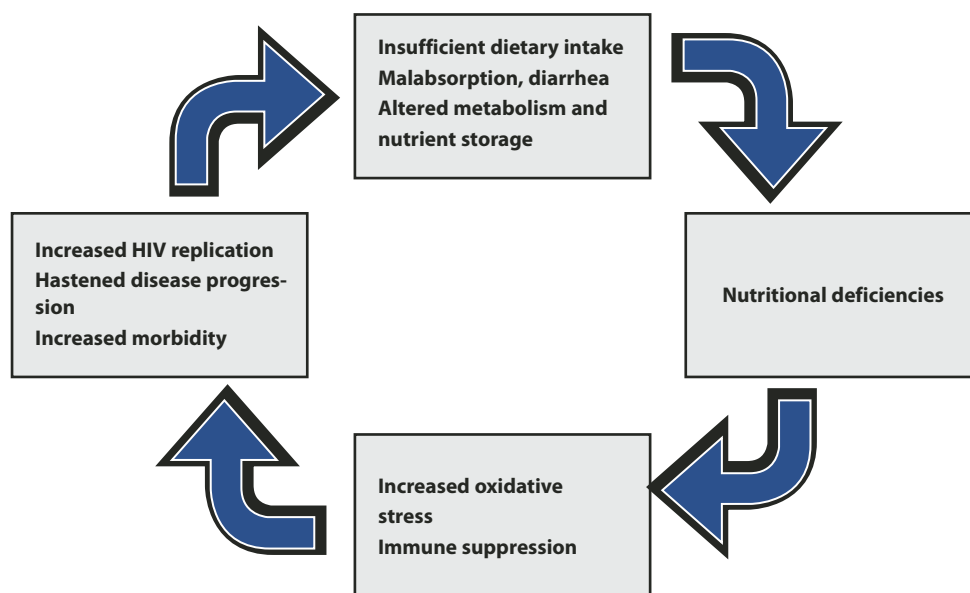 Insufficient dietary intake
Malabsorption, diarrhea
Altered metabolism and
nutrient storage
Increased HIV replication
Hastened disease progres-
sion
Increased morbidity
Nutritional deficiencies
Increased oxidative
stress
Immune suppression